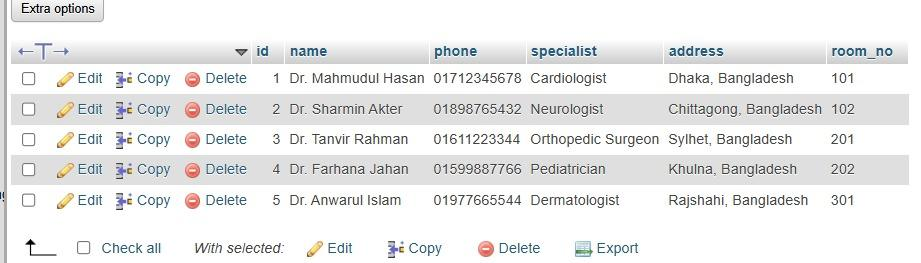 Extra options
id name phone specialist address room_no
Edit Copy Delete 1 Dr. Mahmudul Hasan 01712345678 Cardiologist Dhaka, Bangladesh 101
Edit Copy Delete 2 Dr. Sharmin Akter 01898765432 Neurologist Chittagong, Bangladesh 102
Edit Copy Delete 3 Dr. Tanvir Rahman 01611223344 Orthopedic Surgeon Sylhet, Bangladesh 201
Edit Copy Delete 4 Dr. Farhana Jahan 01599887766 Pediatrician Khulna, Bangladesh 202
Edit Copy Delete 5 Dr. Anwarul Islam 01977665544 Dermatologist Rajshahi, Bangladesh 301
Check all With selected: Edit Copy Delete Export